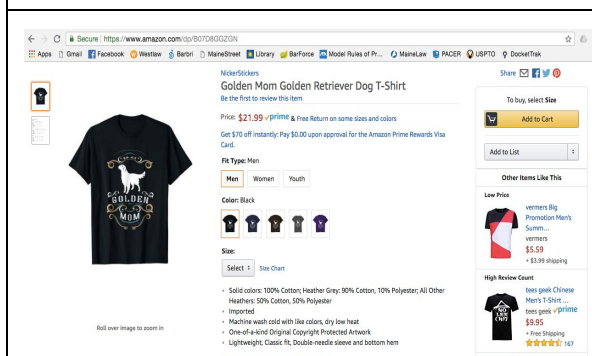 Secure | https://www.amazon.com/dp/B07D8GGZGN
Apps Gmail Facebook Westlaw Barbri MaineStreet Library BarForce Model Rules of Pr... MaineLaw PACER USPTO DocketTrak
NickerStickers
Golden Mom Golden Retriever Dog T-Shirt
Be the first to review this item
Price: $21.99 prime & Free Return on some sizes and colors
Get $70 off instantly: Pay $0.00 upon approval for the Amazon Prime Rewards Visa
Card.
Fit Type: Men
Men Women Youth
Color: Black
Size:
Select Size Chart
• Solid colors: 100% Cotton; Heather Grey: 90% Cotton, 10% Polyester; All Other
Heathers: 50% Cotton, 50% Polyester
• Imported
• Machine wash cold with like colors, dry low heat
• One-of-a-kind Original Copyright Protected Artwork
• Lightweight, Classic fit, Double-needle sleeve and bottom hem
GOLDEN
MOM
Roll over image to zoom in
Share
To buy, select Size
Add to Cart
Add to List
Other Items Like This
Low Price
vermers Big
Promotion Men's
Summ...
vermers
$5.59
+ $3.99 shipping
High Review Count
tees geek Chinese
Men's T-Shirt ...
tees geek prime
$9.95
+ Free Shipping
167